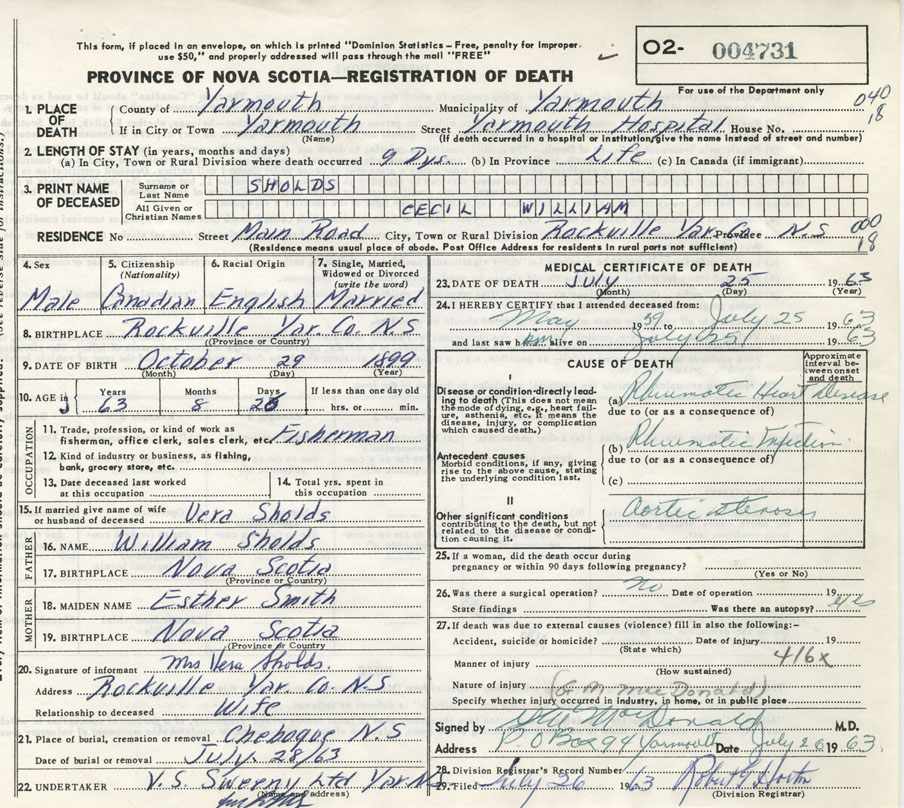 This form, if placed in an envelope, on which is printed "Dominion Statistics – Free, penalty for improper
use $50," and properly addressed will pass through the mail "FREE"
O2- 004731
PROVINCE OF NOVA SCOTIA—REGISTRATION OF DEATH
For use of the Department only
1. PLACE OF DEATH
County of Yarmouth Municipality of Yarmouth 040
If in City or Town Yarmouth Street Yarmouth Hospital House No. 18
(Name) (If death occurred in hospital or institution, give the name instead of street and number)
2. LENGTH OF STAY (in years, months and days)
(a) In City, Town or Rural Division where death occurred 9 Dys. (b) In Province Life (c) In Canada (if immigrant)
3. PRINT NAME OF DECEASED
Surname or Last Name SHOLDS
All Given or Christian Names CECIL WILLIAM
RESIDENCE No Street Main Road City, Town or Rural Division Rockville Yar. Co Province N.S 000
(Residence means usual place of abode. Post Office Address for residents in rural parts not sufficient) 18
4. Sex 5. Citizenship (Nationality) 6. Racial Origin 7. Single, Married, Widowed or Divorced (write the word)
Male Canadian English Married
8. BIRTHPLACE Rockville Yar. Co. N.S
(Province or Country)
9. DATE OF BIRTH October 29 1899
(Month) (Day) (Year)
10. AGE in Years Months Days If less than one day old
63 8 26 hrs. or min.
OCCUPATION
11. Trade, profession, or kind of work as
fisherman, office clerk, sales clerk, etc. Fisherman
12. Kind of industry or business, as fishing,
bank, grocery store, etc.
13. Date deceased last worked at this occupation
14. Total yrs. spent in this occupation
15. If married give name of wife
or husband of deceased Vera Sholds
FATHER
16. NAME William Sholds
17. BIRTHPLACE Nova Scotia
(Province or Country)
MOTHER
18. MAIDEN NAME Esther Smith
19. BIRTHPLACE Nova Scotia
(Province or Country)
20. Signature of informant Mrs Vera Sholds.
Address Rockville Yar. Co. N.S
Relationship to deceased Wife
21. Place of burial, cremation or removal Chebogue N.S
Date of burial or removal July. 28/63
22. UNDERTAKER V.S. Sweeny Ltd Yar. N.S
(Name and address)
MEDICAL CERTIFICATE OF DEATH
23. DATE OF DEATH July 25 1963
(Month) (Day) (Year)
24. I HEREBY CERTIFY that I attended deceased from:
May 1959 to July 25 1963
and last saw him alive on July 25 1963
CAUSE OF DEATH
Approximate interval between onset and death
I
Disease or condition directly leading to death (This does not mean the mode of dying, e.g., heart failure, asthenia, etc. It means the disease, injury, or complication which caused death.)
(a) Rheumatic Heart disease
due to (or as a consequence of)
(b) Rheumatic Infection
due to (or as a consequence of)
Antecedent causes
Morbid conditions, if any, giving rise to the above cause, stating the underlying condition last.
(c)
II
Other significant conditions
contributing to the death, but not related to the disease or condition causing it.
Aortic stenosis
25. If a woman, did the death occur during
pregnancy or within 90 days following pregnancy?
(Yes or No)
26. Was there a surgical operation? no Date of operation 19
State findings Was there an autopsy?
27. If death was due to external causes (violence) fill in also the following:-
Accident, suicide or homicide? Date of injury 19
(State which)
Manner of injury 416x
(How sustained)
Nature of injury (G M MacDonald)
Specify whether injury occurred in industry, in home, or in public place
Signed by G M MacDonald M.D.
Address P.O Box 94 Yarmouth Date July 26 1963.
28. Division Registrar's Record Number
29. Filed July 26 1963 Robert G Horton
(Division Registrar)